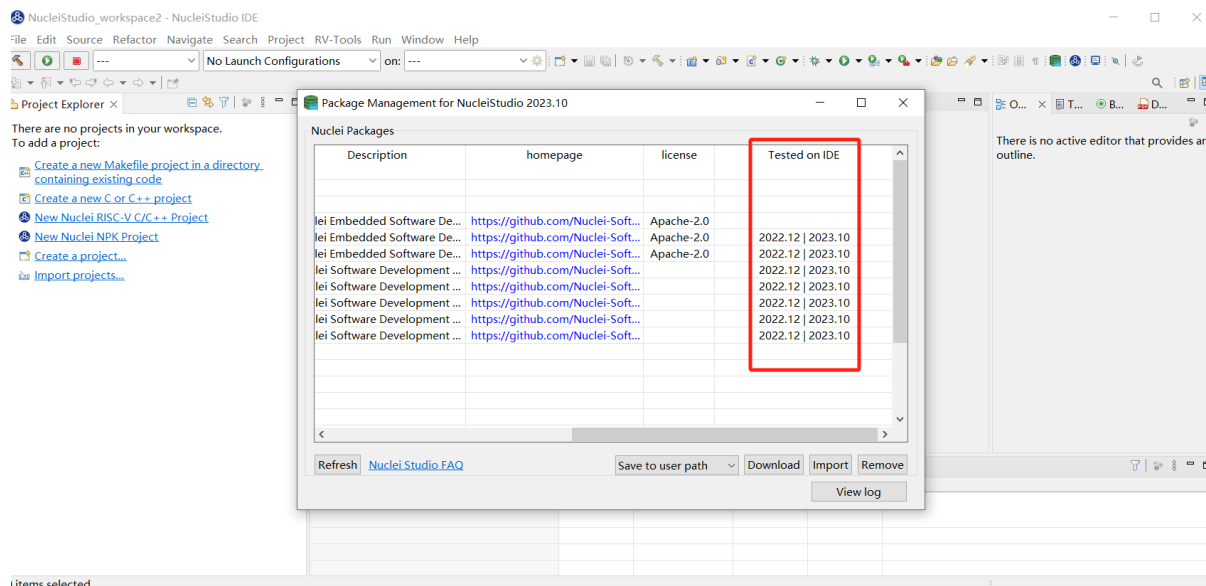 NucleiStudio_workspace2 - NucleiStudio IDE
File Edit Source Refactor Navigate Search Project RV-Tools Run Window Help
--- No Launch Configurations on: ---
Project Explorer
There are no projects in your workspace.
To add a project:
Create a new Makefile project in a directory
containing existing code
Create a new C or C++ project
New Nuclei RISC-V C/C++ Project
New Nuclei NPK Project
Create a project...
Import projects...
Package Management for NucleiStudio 2023.10
Nuclei Packages
Description homepage license Tested on IDE
lei Embedded Software De... https://github.com/Nuclei-Soft... Apache-2.0
lei Embedded Software De... https://github.com/Nuclei-Soft... Apache-2.0 2022.12 | 2023.10
lei Embedded Software De... https://github.com/Nuclei-Soft... Apache-2.0 2022.12 | 2023.10
lei Software Development ... https://github.com/Nuclei-Soft... 2022.12 | 2023.10
lei Software Development ... https://github.com/Nuclei-Soft... 2022.12 | 2023.10
lei Software Development ... https://github.com/Nuclei-Soft... 2022.12 | 2023.10
lei Software Development ... https://github.com/Nuclei-Soft... 2022.12 | 2023.10
lei Software Development ... https://github.com/Nuclei-Soft... 2022.12 | 2023.10
Refresh Nuclei Studio FAQ Save to user path Download Import Remove
View log
O... T... B... D...
There is no active editor that provides an
outline.
items selected